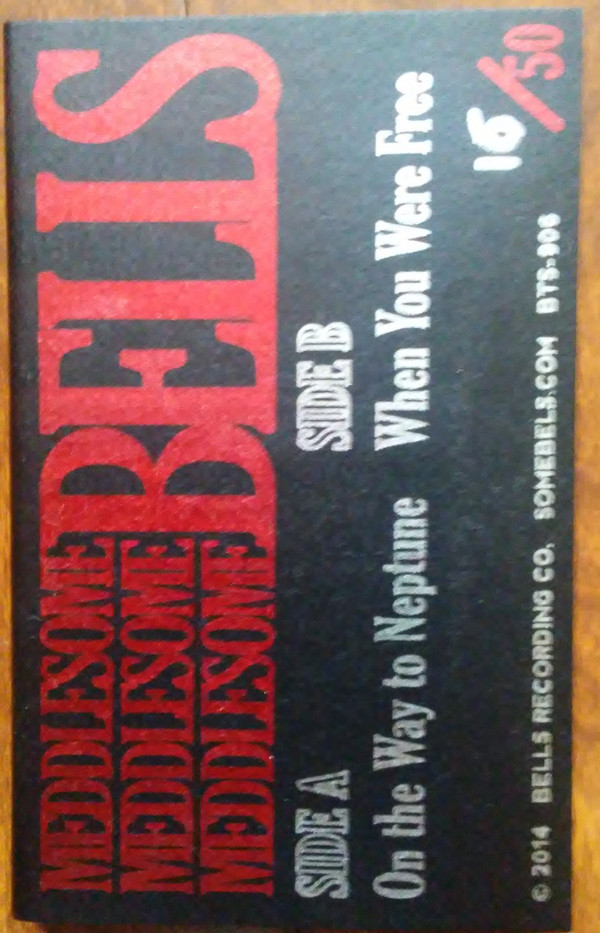 MEDDLESOME
MEDDLESOME
MEDDLESOME
BELLS
SIDE A
On the Way to Neptune
SIDE B
When You Were Free
16/50
© 2014 BELLS RECORDING CO. SOMEBELS.COM BTS-906